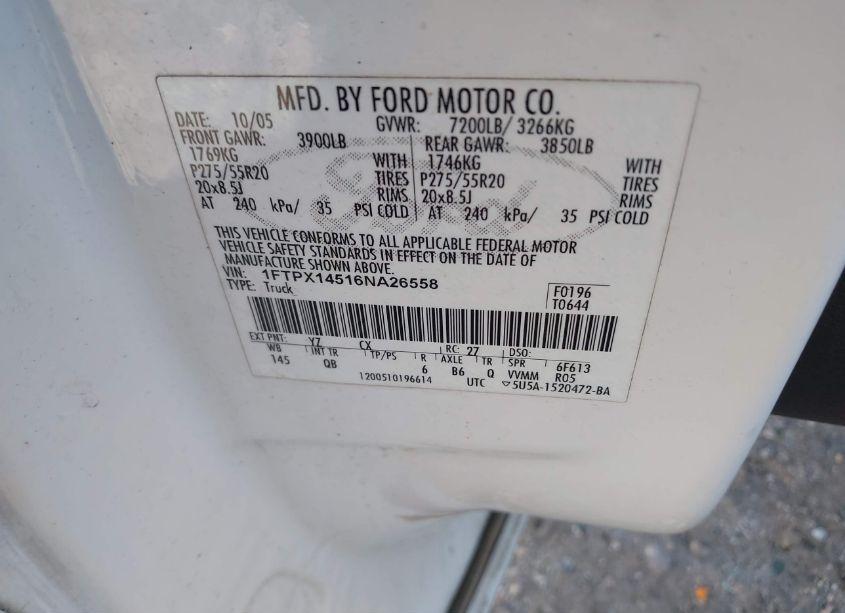 MFD. BY FORD MOTOR CO.
DATE: 10/05 GVWR: 7200LB/ 3266KG
FRONT GAWR: 3900LB REAR GAWR: 3850LB
1769KG WITH 1746KG WITH
P275/55R20 TIRES P275/55R20 TIRES
20x8.5J RIMS 20x8.5J RIMS
AT 240 kPa/ 35 PSI COLD AT 240 kPa/ 35 PSI COLD
Ford
THIS VEHICLE CONFORMS TO ALL APPLICABLE FEDERAL MOTOR
VEHICLE SAFETY STANDARDS IN EFFECT ON THE DATE OF
MANUFACTURE SHOWN ABOVE.
VIN: 1FTPX14516NA26558
TYPE: Truck
F0196
T0644
EXT PNT: YZ CX RC: 27 DSO:
WB INT TR TP/PS R AXLE TR SPR 6F613
145 QB 6 B6 Q VVMM R05
1200510196614 UTC 5U5A-1520472-BA